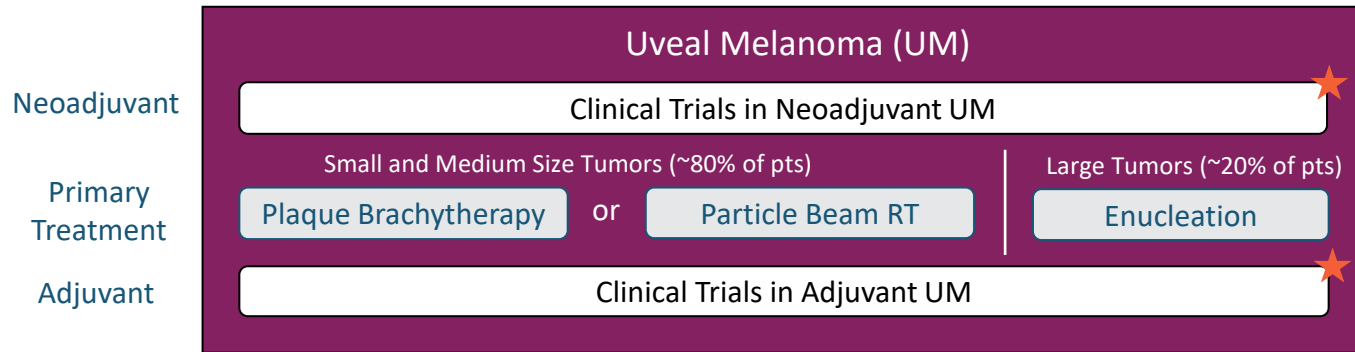 Uveal Melanoma (UM)
Neoadjuvant
Clinical Trials in Neoadjuvant UM
Small and Medium Size Tumors (~80% of pts)
Large Tumors (~20% of pts)
Primary
Treatment
Plaque Brachytherapy
or
Particle Beam RT
Enucleation
Adjuvant
Clinical Trials in Adjuvant UM